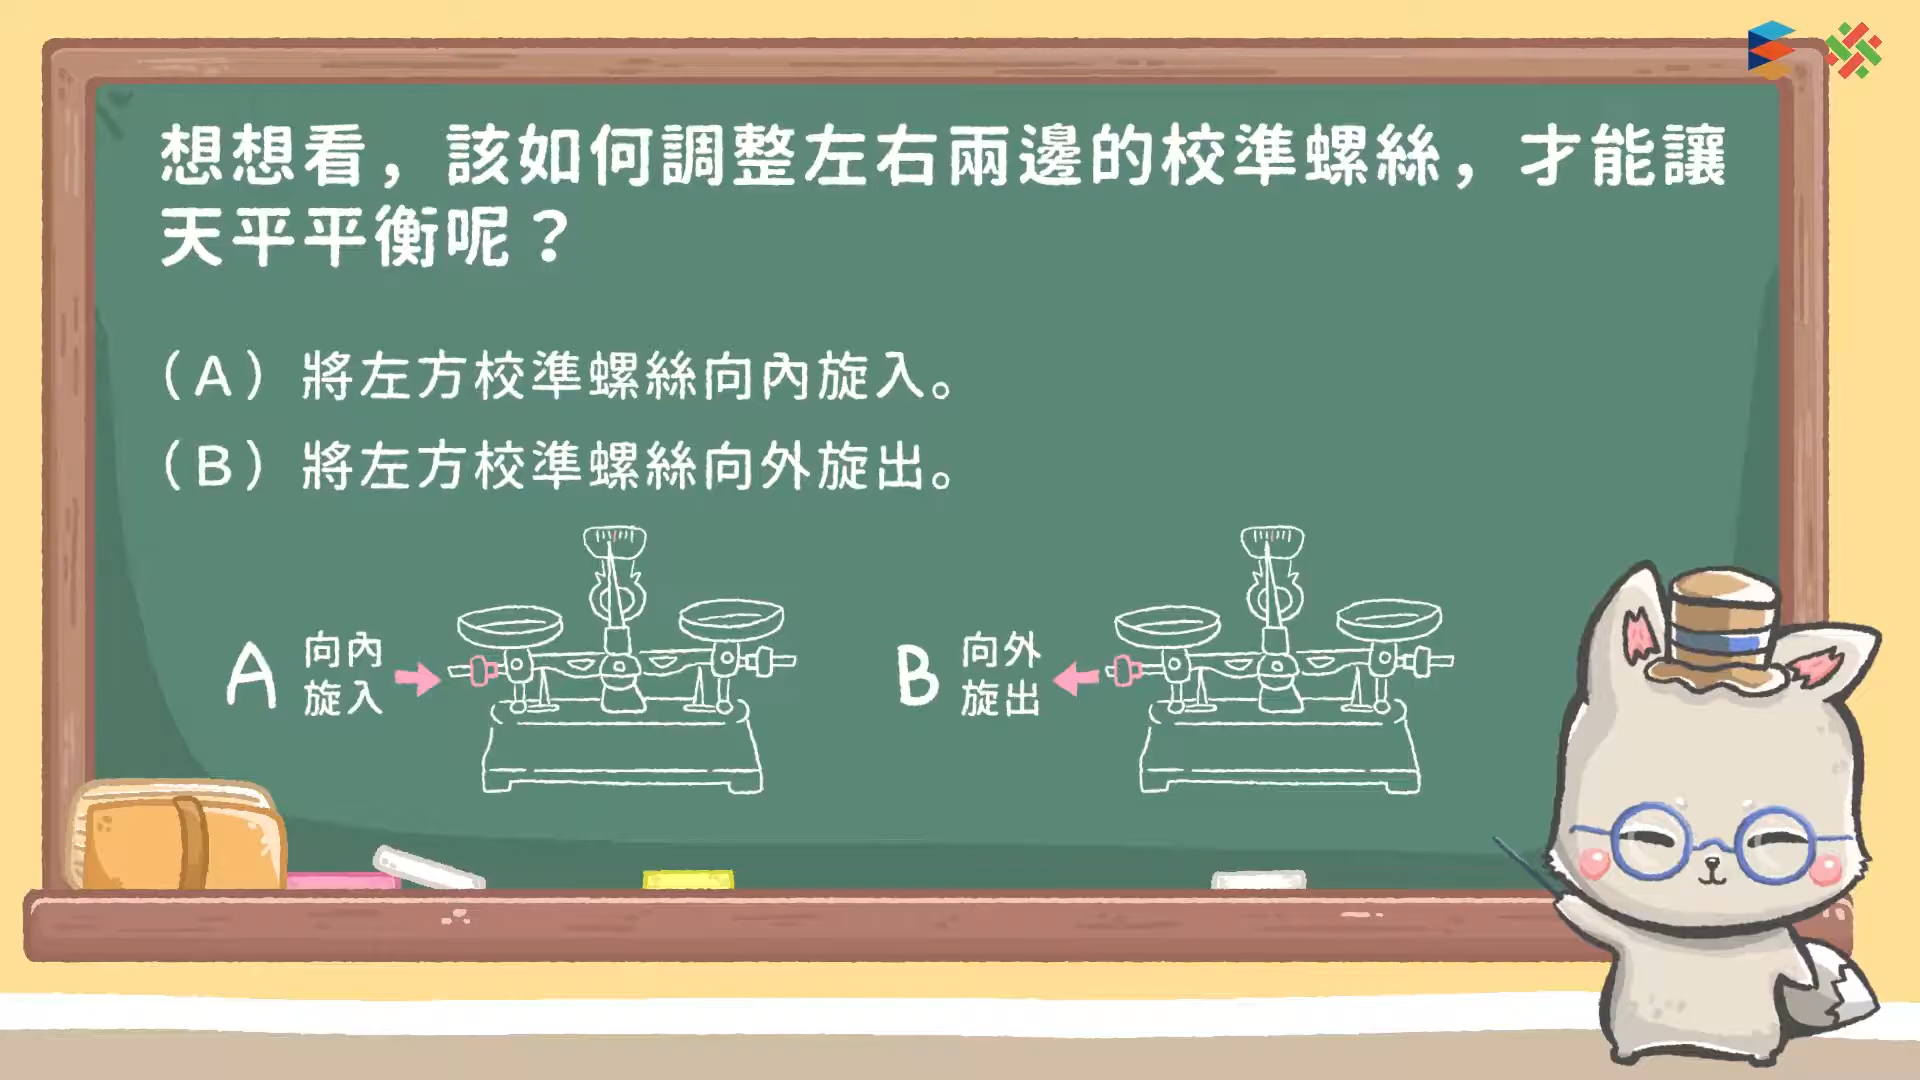 想想看，該如何調整左右兩邊的校準螺絲，才能讓
天平平衡呢？
（A）將左方校準螺絲向內旋入。
（B）將左方校準螺絲向外旋出。
A 向內
旋入
B 向外
旋出